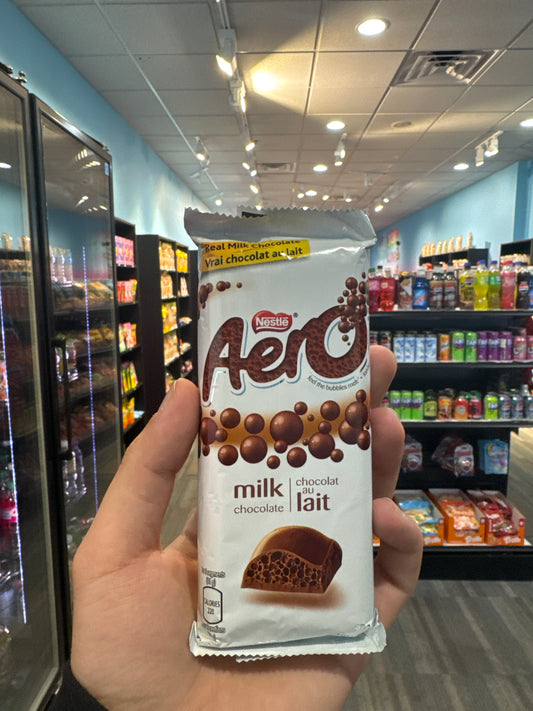 Real Milk Chocolate
Vrai chocolat au lait
Nestlé
Aero
feel the bubbles melt
milk
chocolate
chocolat
au
lait
CALORIES
220